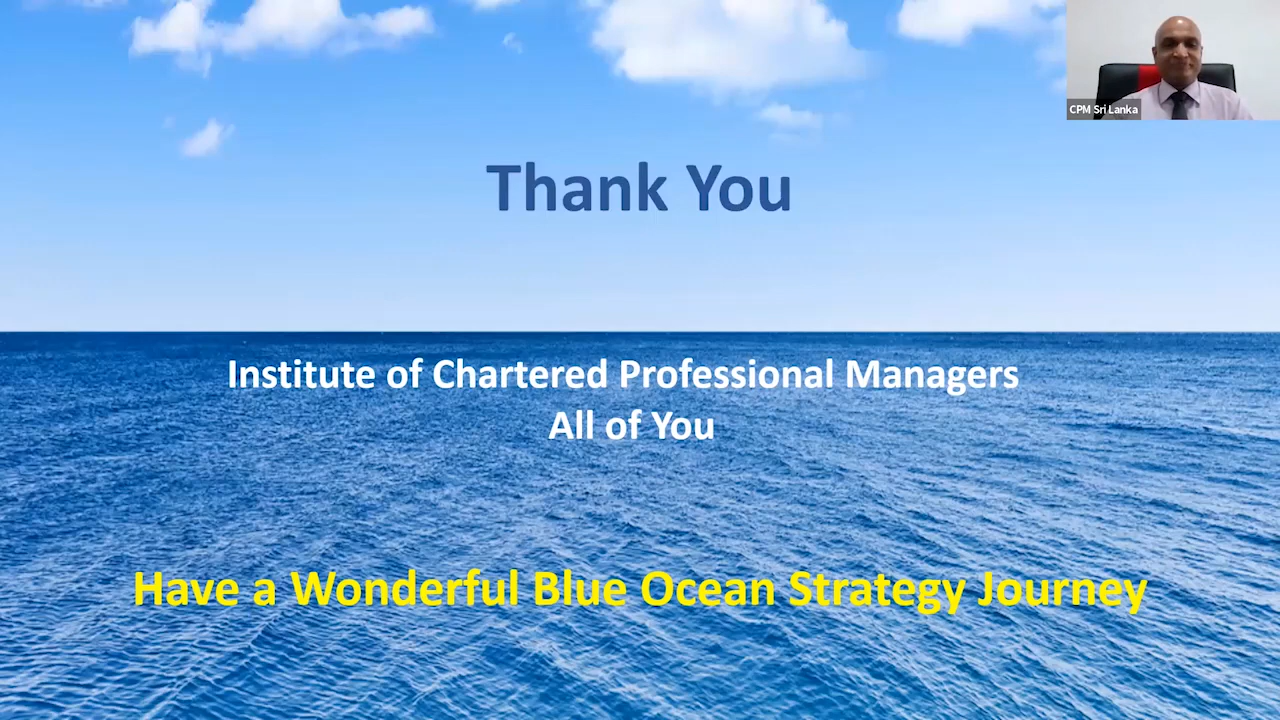 CPM Sri Lanka
Thank You
Institute of Chartered Professional Managers
All of You
Have a Wonderful Blue Ocean Strategy Journey